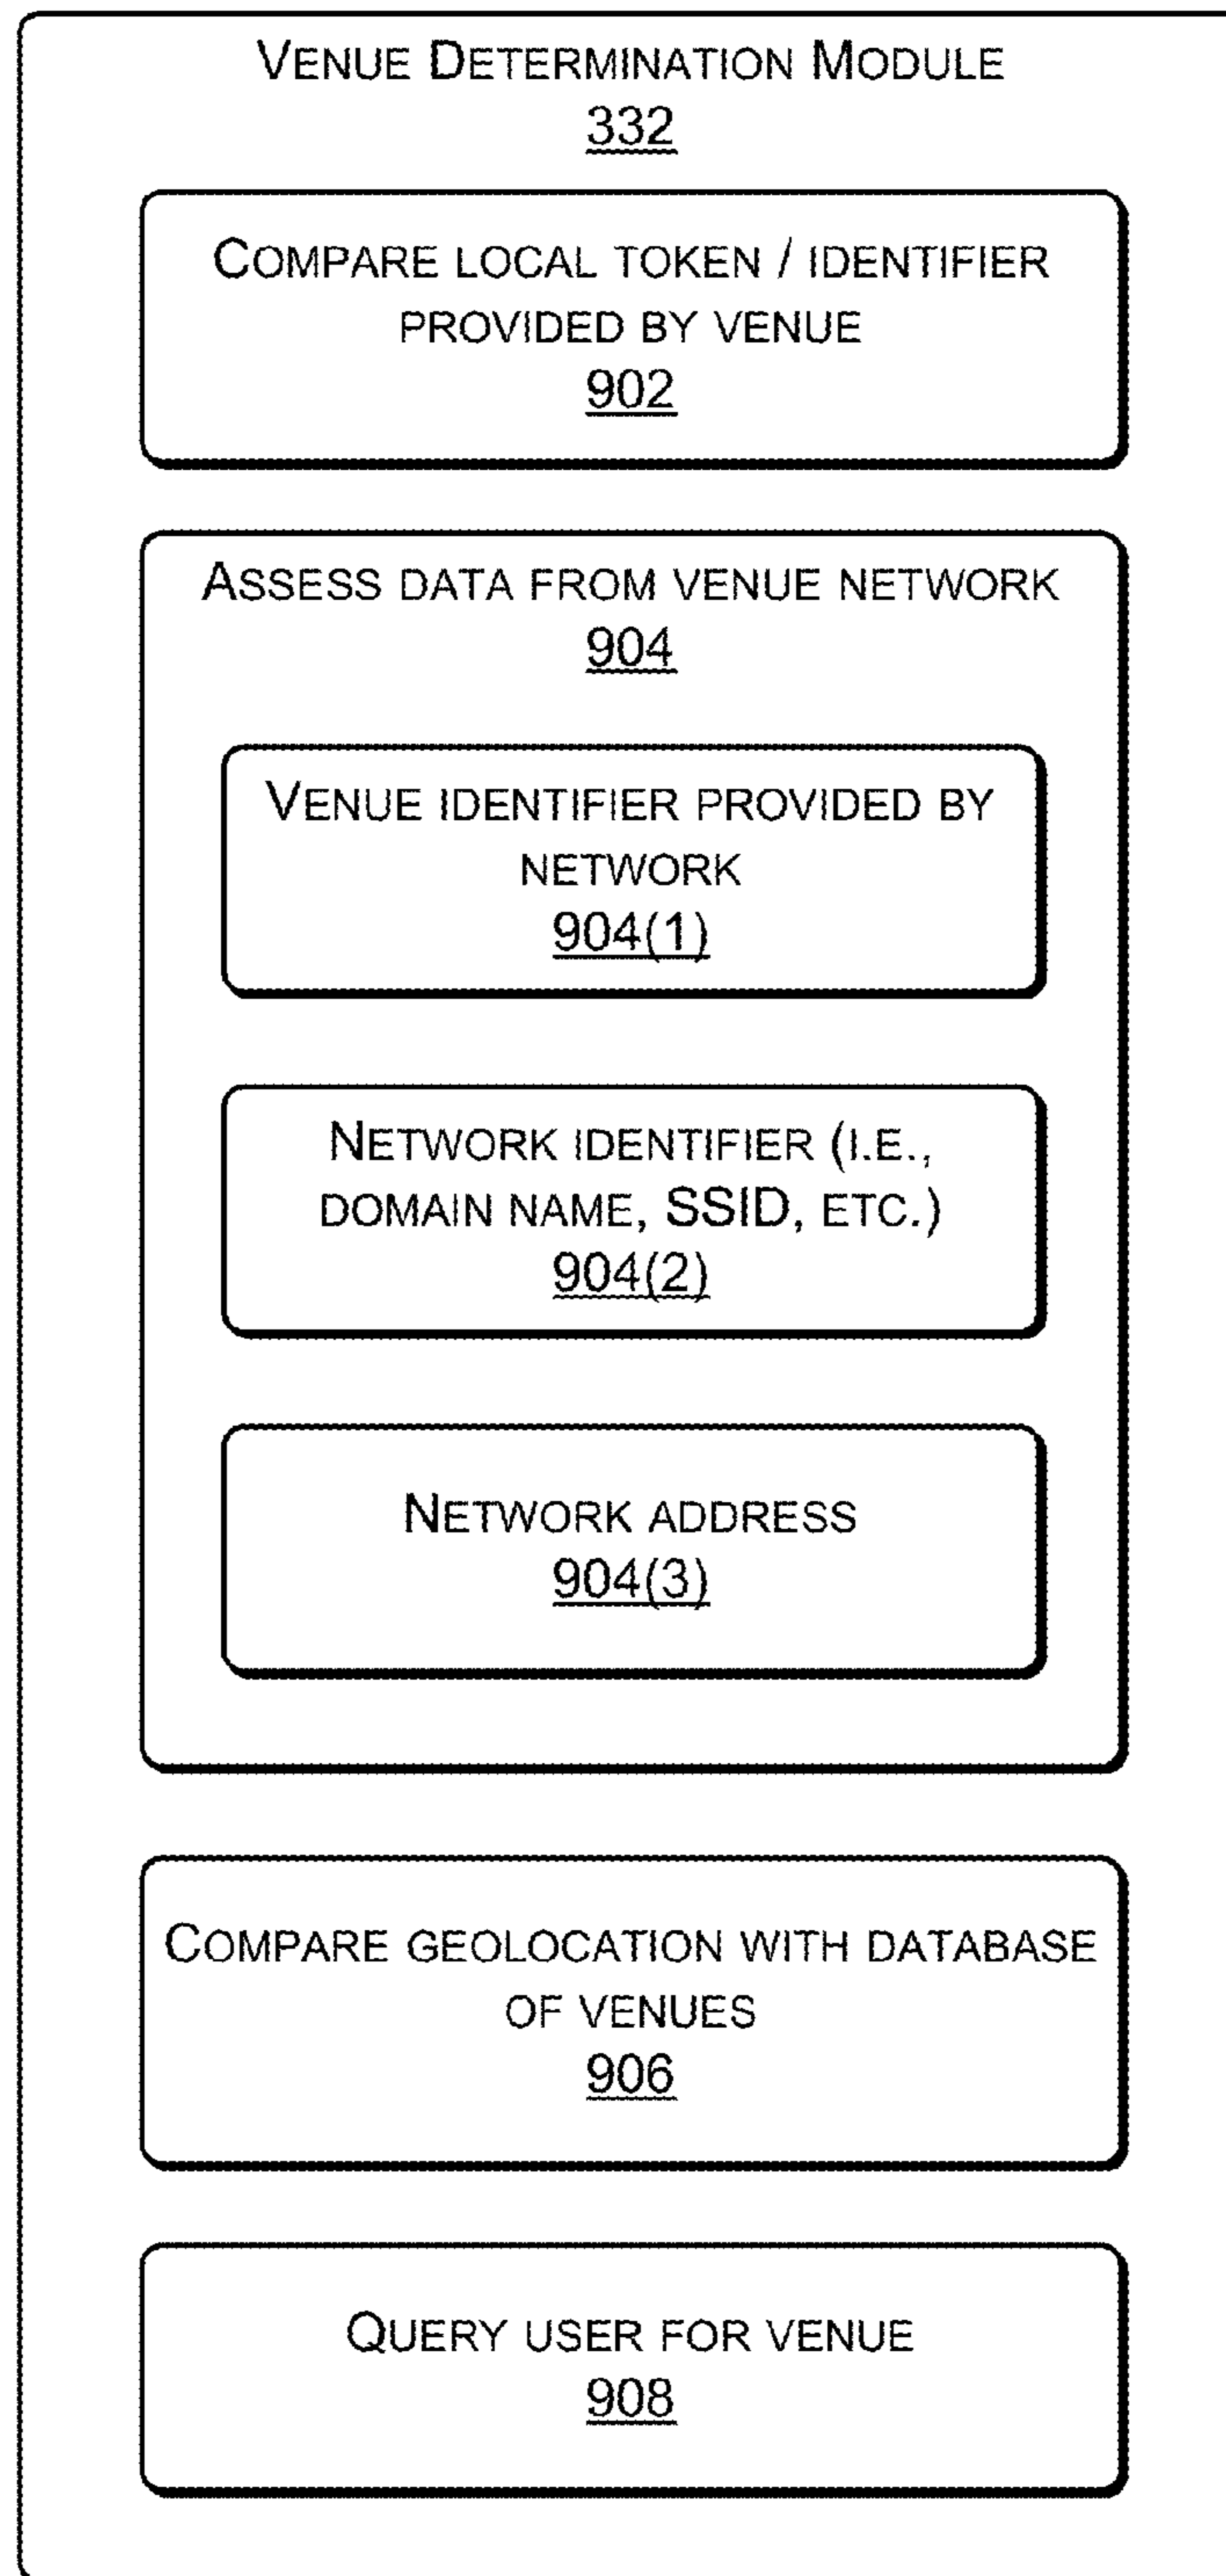 VENUE DETERMINATION MODULE
332
COMPARE LOCAL TOKEN / IDENTIFIER
PROVIDED BY VENUE
902
ASSESS DATA FROM VENUE NETWORK
904
VENUE IDENTIFIER PROVIDED BY
NETWORK
904(1)
NETWORK IDENTIFIER (I.E.,
DOMAIN NAME, SSID, ETC.)
904(2)
NETWORK ADDRESS
904(3)
COMPARE GEOLOCATION WITH DATABASE
OF VENUES
906
QUERY USER FOR VENUE
908